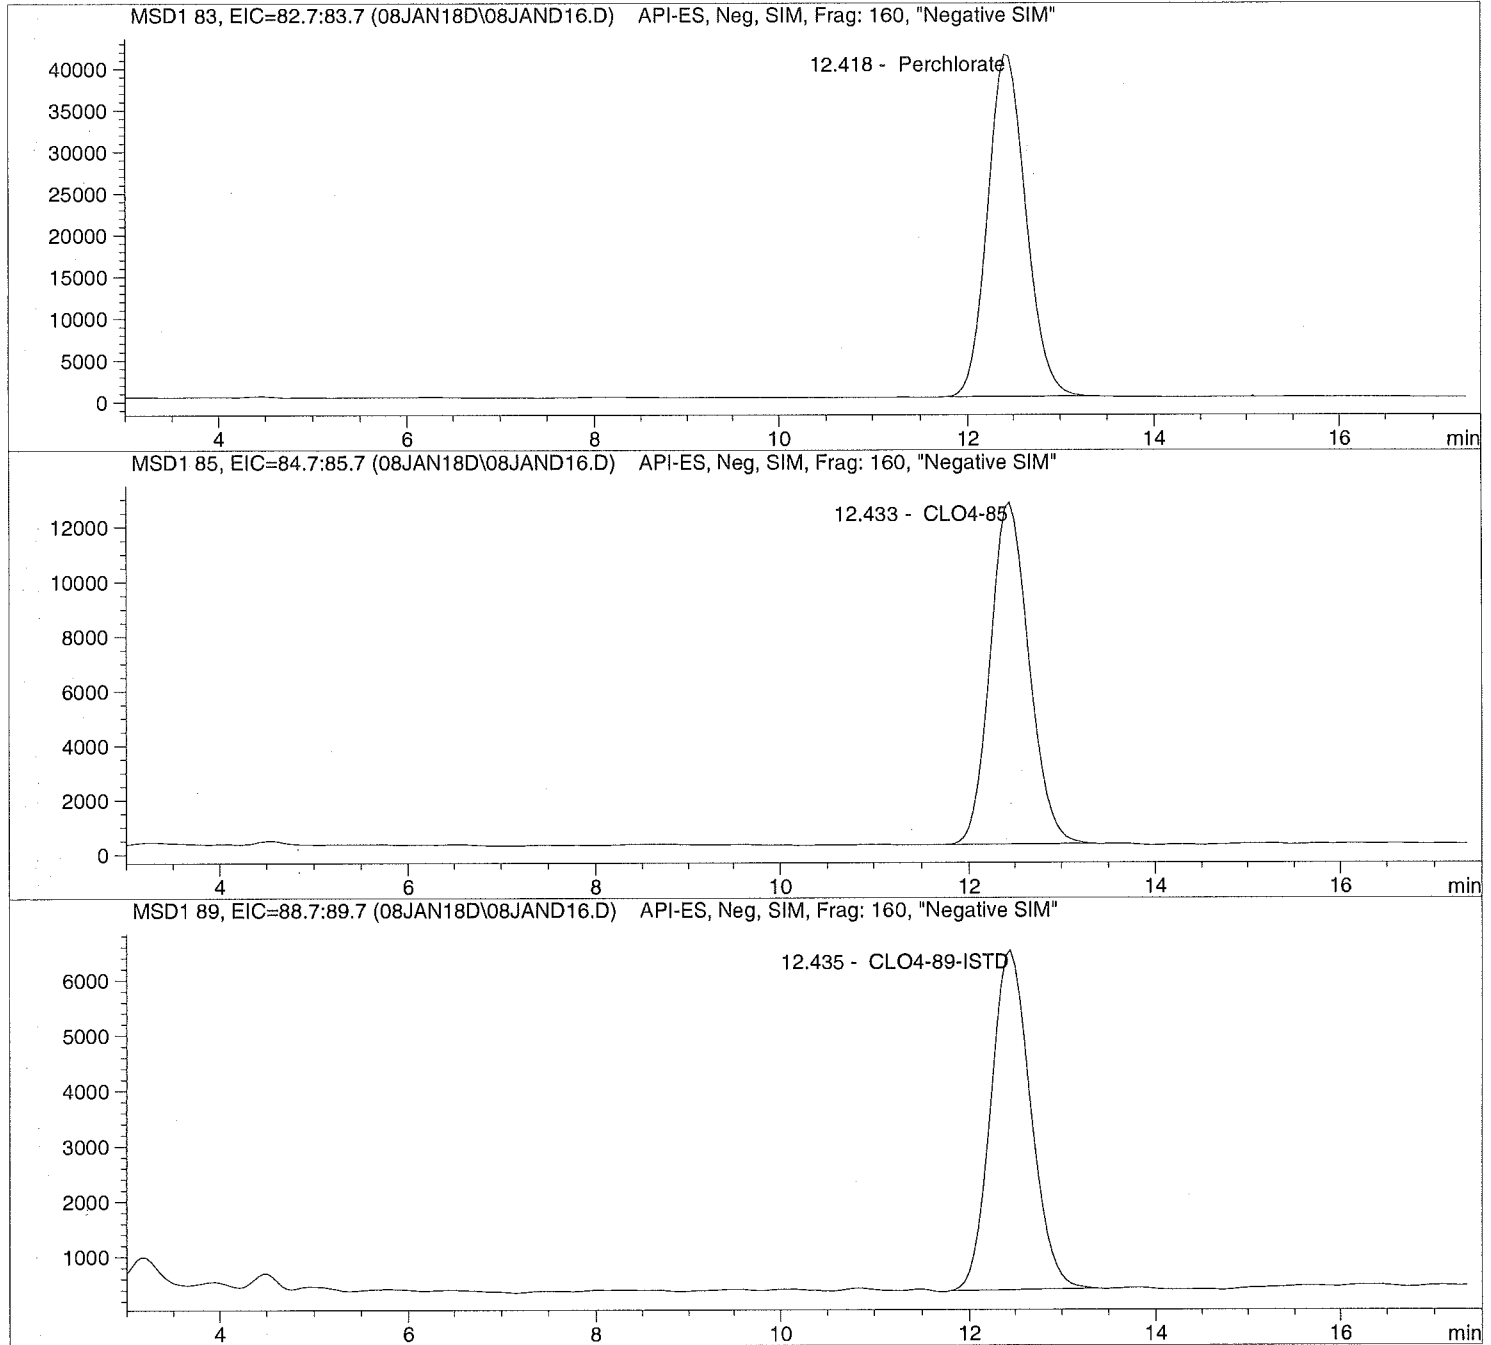 MSD1 83, EIC=82.7:83.7 (08JAN18D\08JAND16.D) API-ES, Neg, SIM, Frag: 160, "Negative SIM"
12.418 - Perchlorate
40000
35000
30000
25000
20000
15000
10000
5000
0
4 6 8 10 12 14 16 min
MSD1 85, EIC=84.7:85.7 (08JAN18D\08JAND16.D) API-ES, Neg, SIM, Frag: 160, "Negative SIM"
12.433 - CLO4-85
12000
10000
8000
6000
4000
2000
0
4 6 8 10 12 14 16 min
MSD1 89, EIC=88.7:89.7 (08JAN18D\08JAND16.D) API-ES, Neg, SIM, Frag: 160, "Negative SIM"
12.435 - CLO4-89-ISTD
6000
5000
4000
3000
2000
1000
4 6 8 10 12 14 16 min